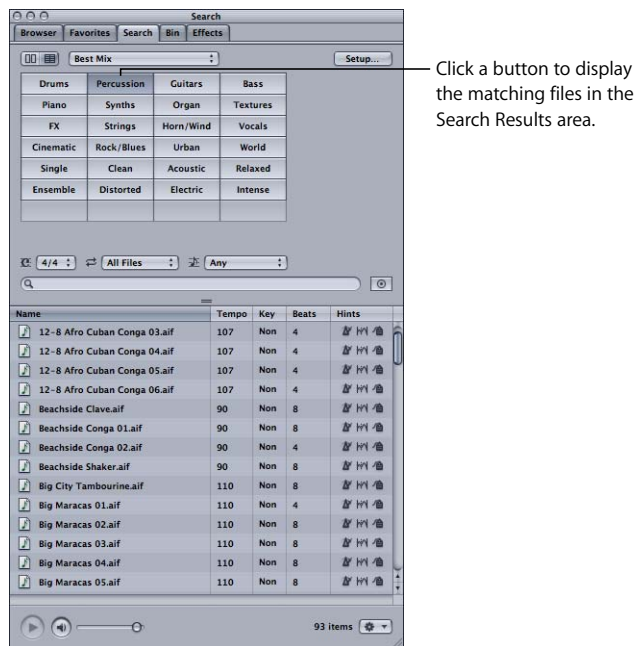 Search
Browser Favorites Search Bin Effects
Best Mix Setup...
Drums Percussion Guitars Bass
Piano Synths Organ Textures
FX Strings Horn/Wind Vocals
Cinematic Rock/Blues Urban World
Single Clean Acoustic Relaxed
Ensemble Distorted Electric Intense
4/4 All Files Any
Name Tempo Key Beats Hints
12-8 Afro Cuban Conga 03.aif 107 Non 4
12-8 Afro Cuban Conga 04.aif 107 Non 4
12-8 Afro Cuban Conga 05.aif 107 Non 4
12-8 Afro Cuban Conga 06.aif 107 Non 4
Beachside Clave.aif 90 Non 8
Beachside Conga 01.aif 90 Non 8
Beachside Conga 02.aif 90 Non 4
Beachside Shaker.aif 90 Non 8
Big City Tambourine.aif 110 Non 8
Big Maracas 01.aif 110 Non 4
Big Maracas 02.aif 110 Non 8
Big Maracas 03.aif 110 Non 8
Big Maracas 04.aif 110 Non 8
Big Maracas 05.aif 110 Non 8
93 items
Click a button to display
the matching files in the
Search Results area.